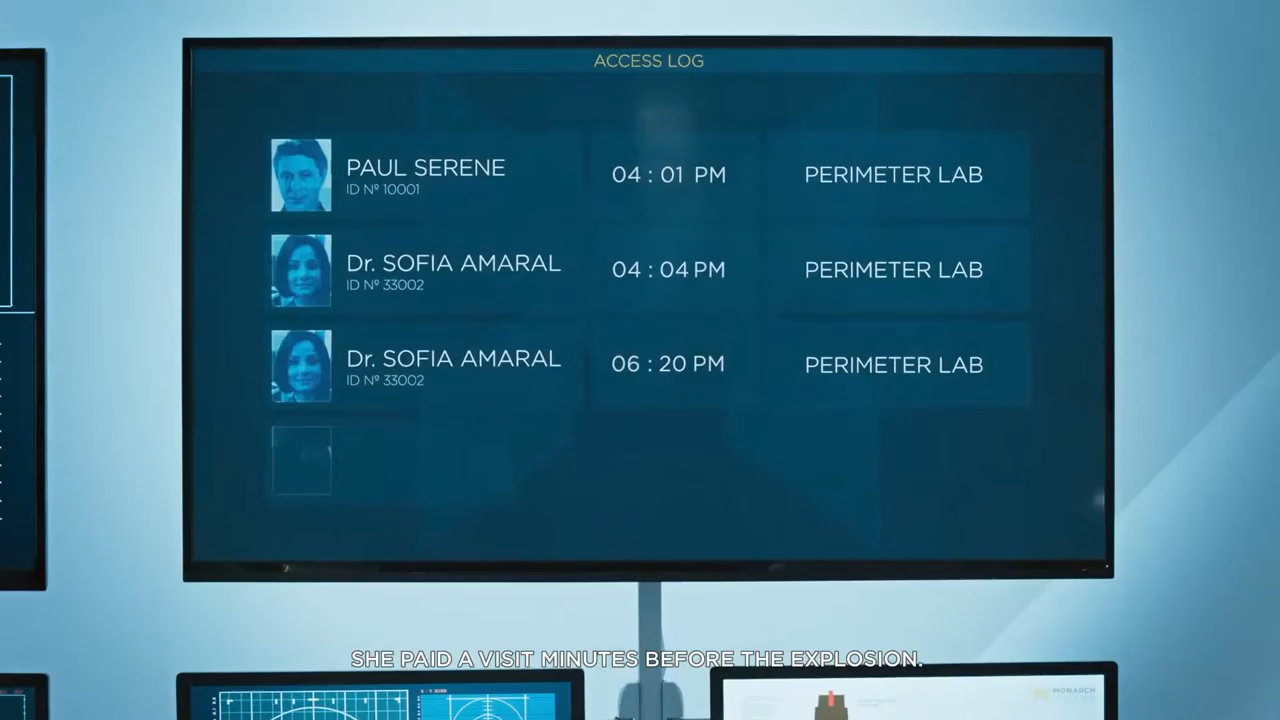 ACCESS LOG
PAUL SERENE
ID Nº 10001
04 : 01 PM
PERIMETER LAB
Dr. SOFIA AMARAL
ID Nº 33002
04 : 04 PM
PERIMETER LAB
Dr. SOFIA AMARAL
ID Nº 33002
06 : 20 PM
PERIMETER LAB
SHE PAID A VISIT MINUTES BEFORE THE EXPLOSION.
MONARCH